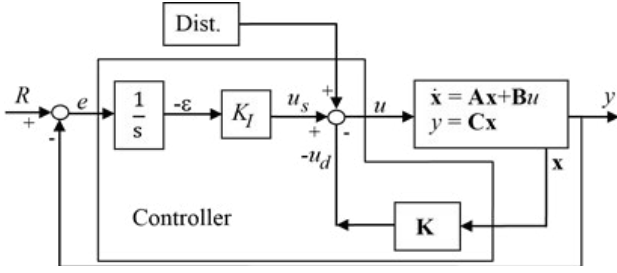 Dist.
R
+
-
e
1
s
-ε
K_I
u_s
+
+
-
u
-u_d
ẋ = Ax+Bu
y = Cx
y
x
Controller
K